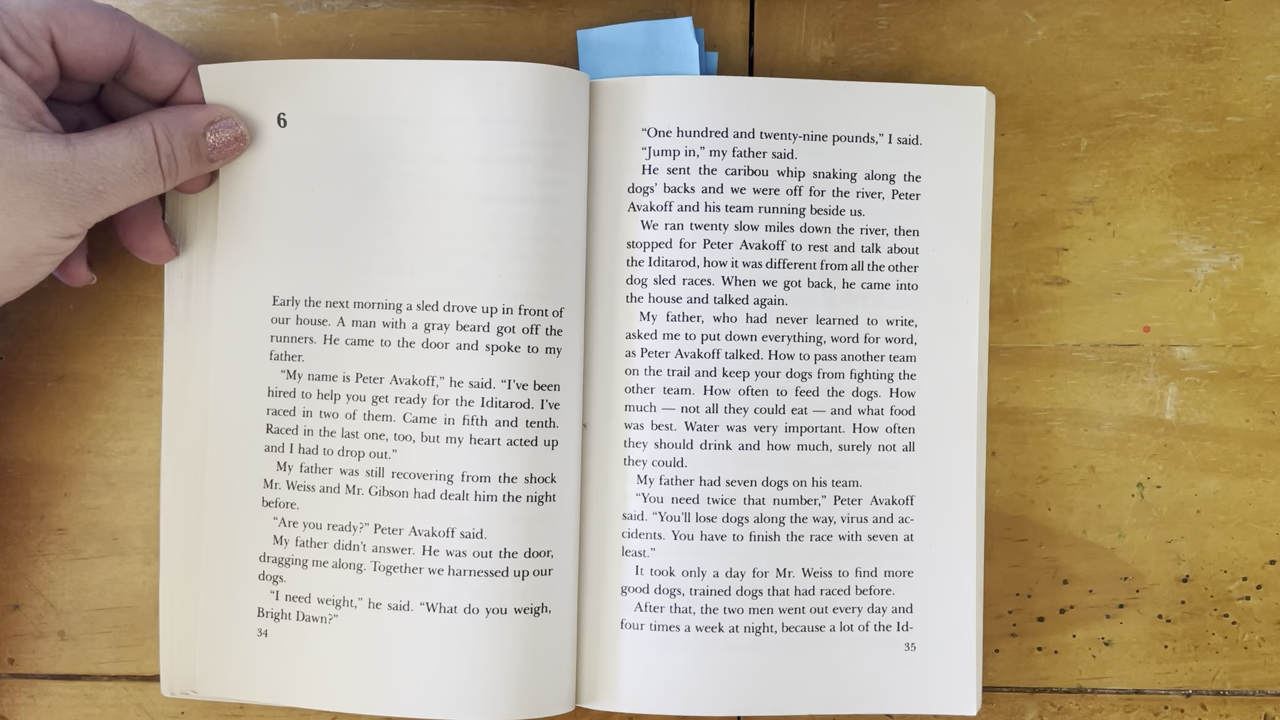 6
Early the next morning a sled drove up in front of
our house. A man with a gray beard got off the
runners. He came to the door and spoke to my
father.
“My name is Peter Avakoff,” he said. “I’ve been
hired to help you get ready for the Iditarod. I’ve
raced in two of them. Came in fifth and tenth.
Raced in the last one, too, but my heart acted up
and I had to drop out.”
My father was still recovering from the shock
Mr. Weiss and Mr. Gibson had dealt him the night
before.
“Are you ready?” Peter Avakoff said.
My father didn’t answer. He was out the door,
dragging me along. Together we harnessed up our
dogs.
“I need weight,” he said. “What do you weigh,
Bright Dawn?”
34
“One hundred and twenty-nine pounds,” I said.
“Jump in,” my father said.
He sent the caribou whip snaking along the
dogs’ backs and we were off for the river, Peter
Avakoff and his team running beside us.
We ran twenty slow miles down the river, then
stopped for Peter Avakoff to rest and talk about
the Iditarod, how it was different from all the other
dog sled races. When we got back, he came into
the house and talked again.
My father, who had never learned to write,
asked me to put down everything, word for word,
as Peter Avakoff talked. How to pass another team
on the trail and keep your dogs from fighting the
other team. How often to feed the dogs. How
much — not all they could eat — and what food
was best. Water was very important. How often
they should drink and how much, surely not all
they could.
My father had seven dogs on his team.
“You need twice that number,” Peter Avakoff
said. “You’ll lose dogs along the way, virus and ac-
cidents. You have to finish the race with seven at
least.”
It took only a day for Mr. Weiss to find more
good dogs, trained dogs that had raced before.
After that, the two men went out every day and
four times a week at night, because a lot of the Id-
35